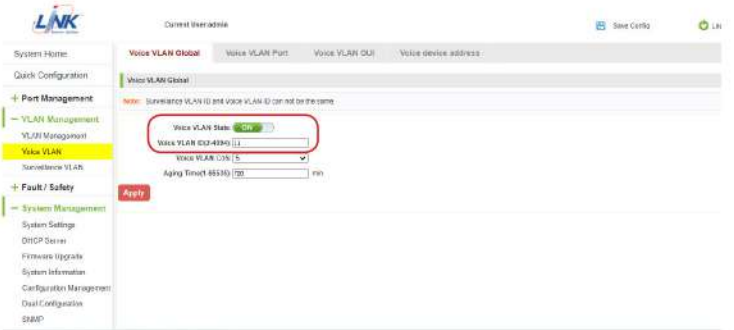 LINK
Current User:admin
Save Config
System Home
Voice VLAN Global
Voice VLAN Port
Voice VLAN OUI
Voice device address
Quick Configuration
Voice VLAN Global
Port Management
Note: Surveillance VLAN ID and Voice VLAN ID can not be the same
VLAN Management
Voice VLAN State: ON
VLAN Management
Voice VLAN ID(2-4094):
Voice VLAN
Voice VLAN COS: 5
Surveillance VLAN
Aging Time(1-65536): 720 min
Fault / Safety
Apply
System Management
System Settings
DHCP Server
Firmware Upgrade
System Information
Configuration Management
Dual Configuration
SNMP